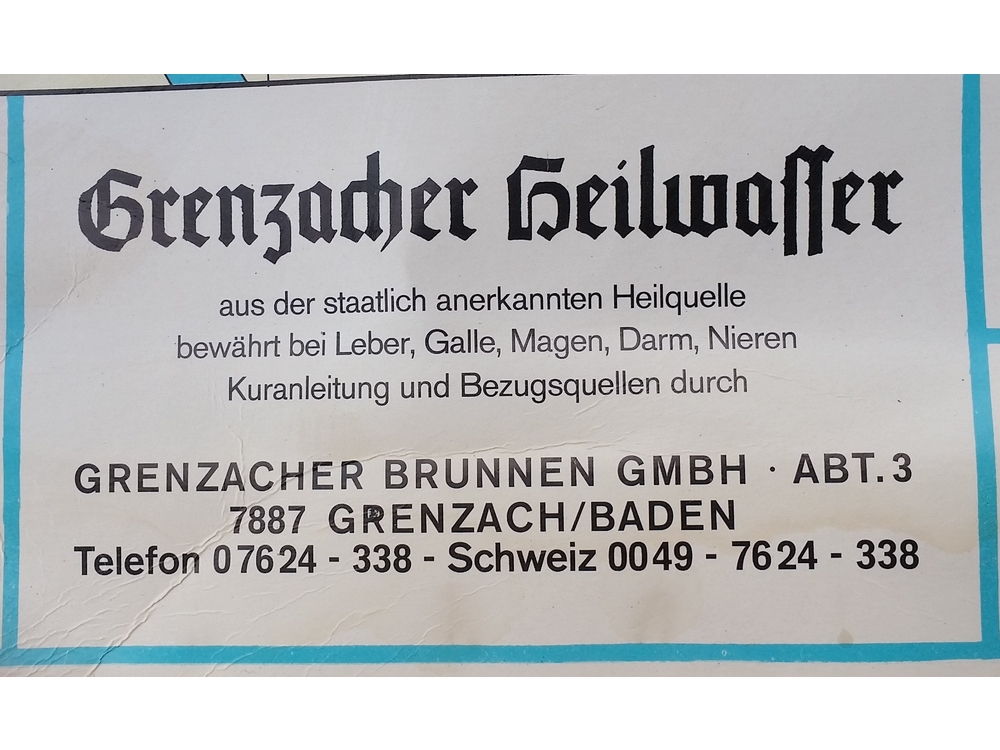 Grenzacher Heilwasser
aus der staatlich anerkannten Heilquelle
bewährt bei Leber, Galle, Magen, Darm, Nieren
Kuranleitung und Bezugsquellen durch
GRENZACHER BRUNNEN GMBH · ABT. 3
7887 GRENZACH/BADEN
Telefon 07624 - 338 - Schweiz 0049 - 7624 - 338